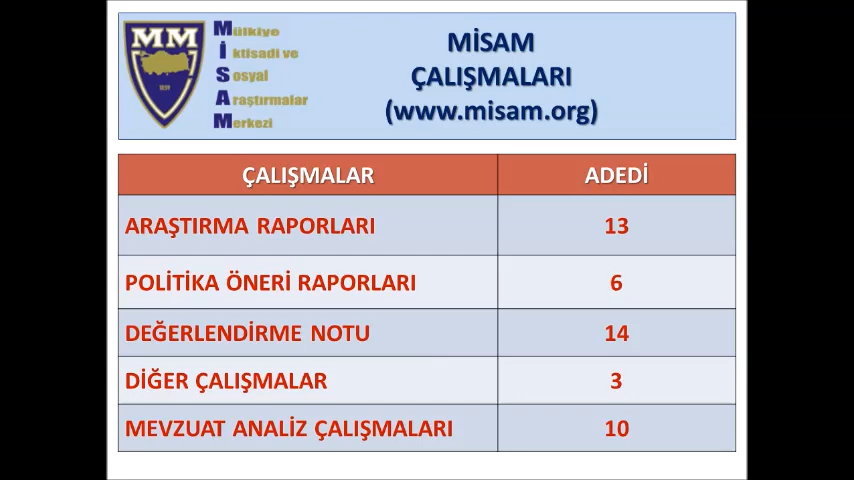 MM
1859
Mülkiye
İktisadi ve
Sosyal
Araştırmalar
Merkezi
MİSAM
ÇALIŞMALARI
(www.misam.org)
ÇALIŞMALAR ADEDİ
ARAŞTIRMA RAPORLARI 13
POLİTİKA ÖNERİ RAPORLARI 6
DEĞERLENDİRME NOTU 14
DİĞER ÇALIŞMALAR 3
MEVZUAT ANALİZ ÇALIŞMALARI 10